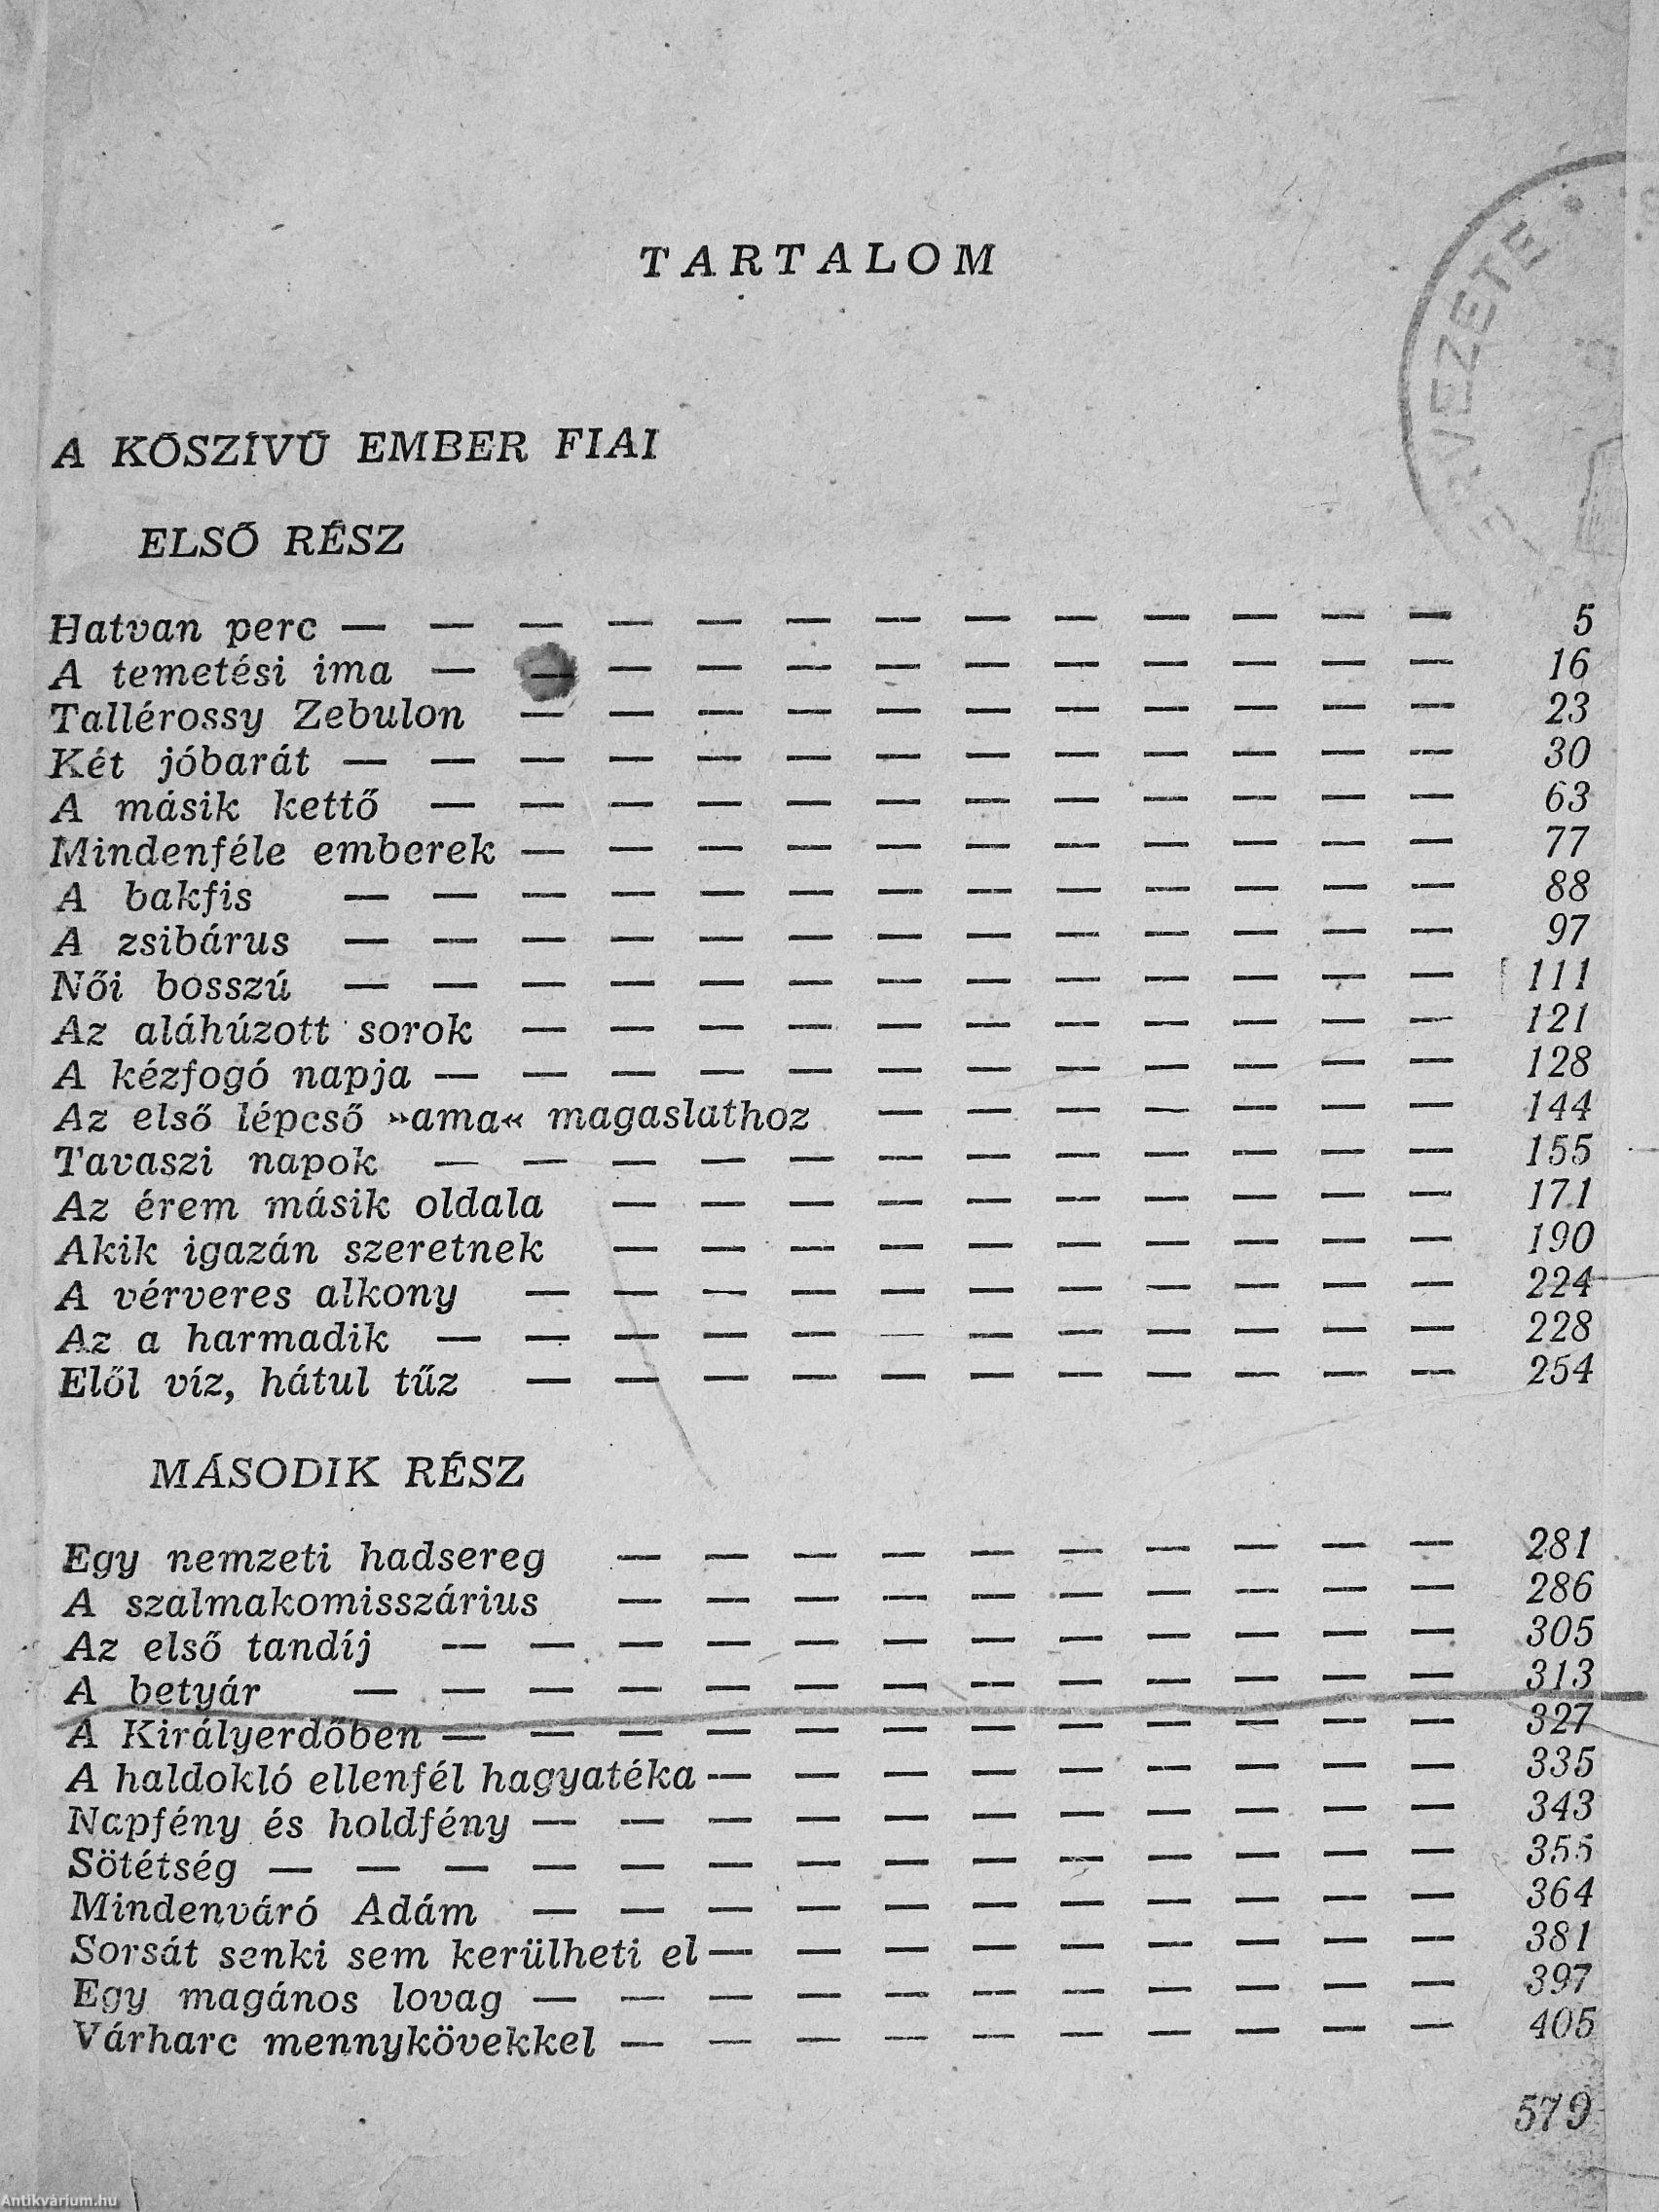 TARTALOM
A KŐSZÍVŰ EMBER FIAI
ELSŐ RÉSZ
Hatvan perc — — — — — — — — — — — — — 5
A temetési ima — — — — — — — — — — — — 16
Tallérossy Zebulon — — — — — — — — — — — 23
Két jóbarát — — — — — — — — — — — — — 30
A másik kettő — — — — — — — — — — — — 63
Mindenféle emberek — — — — — — — — — — — 77
A bakfis — — — — — — — — — — — — — 88
A zsibárus — — — — — — — — — — — — — 97
Női bosszú — — — — — — — — — — — — — 111
Az aláhúzott sorok — — — — — — — — — — — 121
A kézfogó napja — — — — — — — — — — — — 128
Az első lépcső »ama« magaslathoz — — — — — — — 144
Tavaszi napok — — — — — — — — — — — — 155
Az érem másik oldala — — — — — — — — — — 171
Akik igazán szeretnek — — — — — — — — — — 190
A vérveres alkony — — — — — — — — — — — 224
Az a harmadik — — — — — — — — — — — — 228
Elől víz, hátul tűz — — — — — — — — — — — 254
MÁSODIK RÉSZ
Egy nemzeti hadsereg — — — — — — — — — — 281
A szalmakomisszárius — — — — — — — — — — 286
Az első tandíj — — — — — — — — — — — — 305
A betyár — — — — — — — — — — — — — 313
A Királyerdőben — — — — — — — — — — — — 327
A haldokló ellenfél hagyatéka — — — — — — — — — 335
Napfény és holdfény — — — — — — — — — — — 343
Sötétség — — — — — — — — — — — — — — 355
Mindenváró Ádám — — — — — — — — — — — 364
Sorsát senki sem kerülheti el — — — — — — — — — 381
Egy magános lovag — — — — — — — — — — — 397
Várharc mennykövekkel — — — — — — — — — — 405
579
Antikvárium.hu